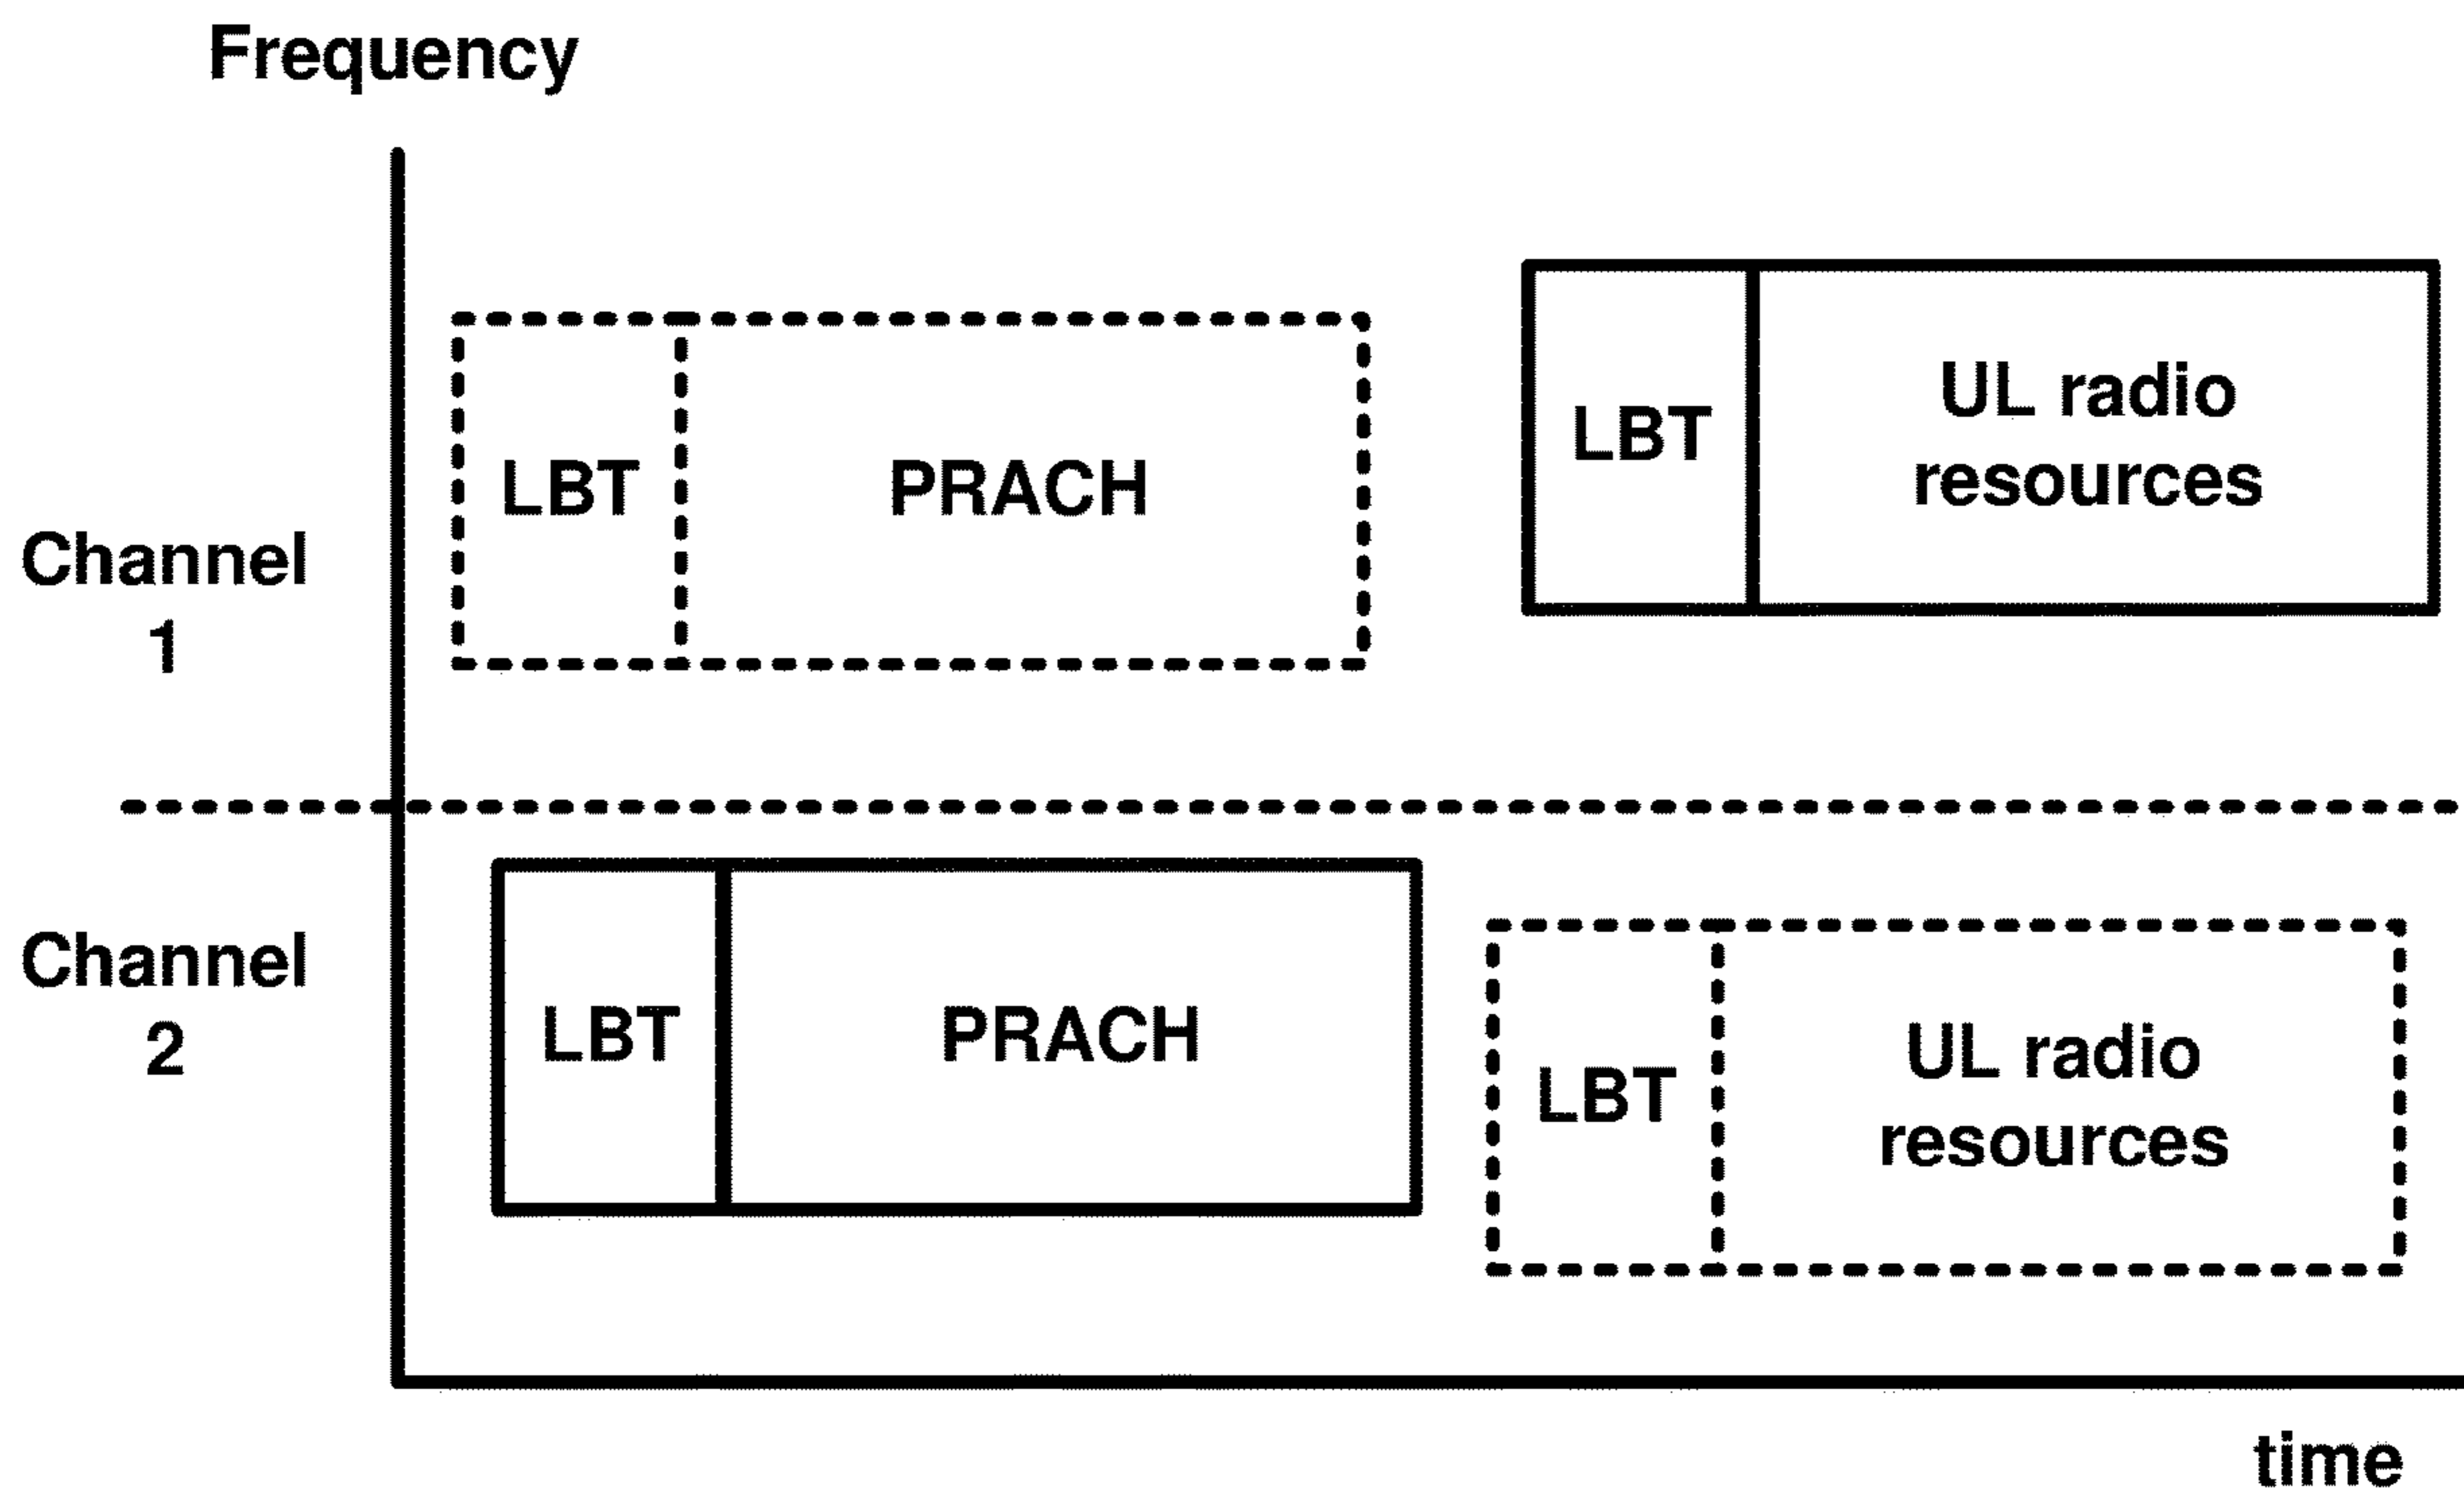 Frequency
Channel
1
LBT
PRACH
LBT
UL radio
resources
Channel
2
LBT
PRACH
LBT
UL radio
resources
time